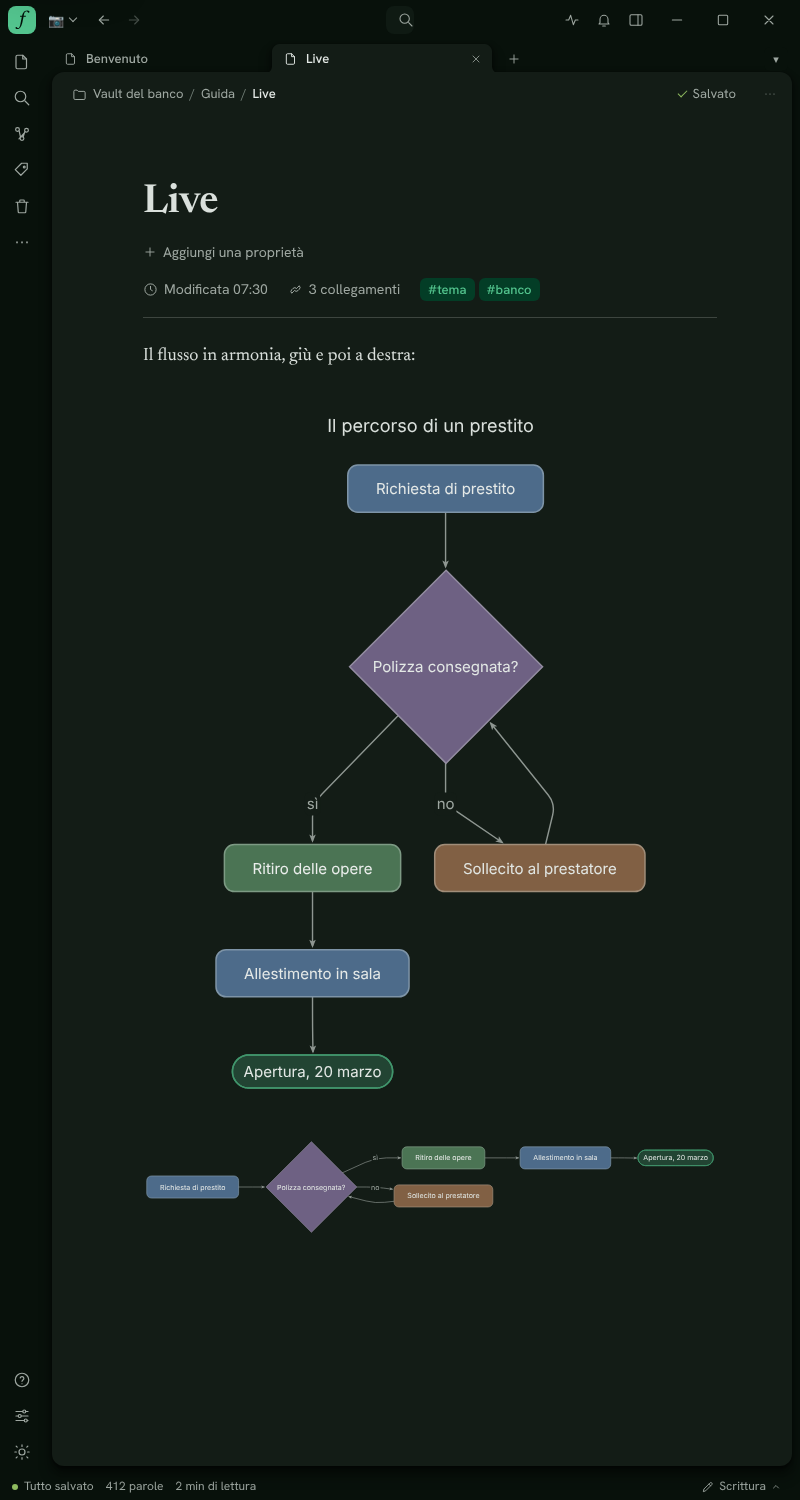 f
Benvenuto
Live
Vault del banco / Guida / Live
Salvato
Live
Aggiungi una proprietà
Modificata 07:30
3 collegamenti
#tema
#banco
Il flusso in armonia, giù e poi a destra:
Il percorso di un prestito
Richiesta di prestito
Polizza consegnata?
sì
no
Ritiro delle opere
Sollecito al prestatore
Allestimento in sala
Apertura, 20 marzo
Richiesta di prestito
Polizza consegnata?
sì
no
Ritiro delle opere
Sollecito al prestatore
Allestimento in sala
Apertura, 20 marzo
Tutto salvato
412 parole
2 min di lettura
Scrittura